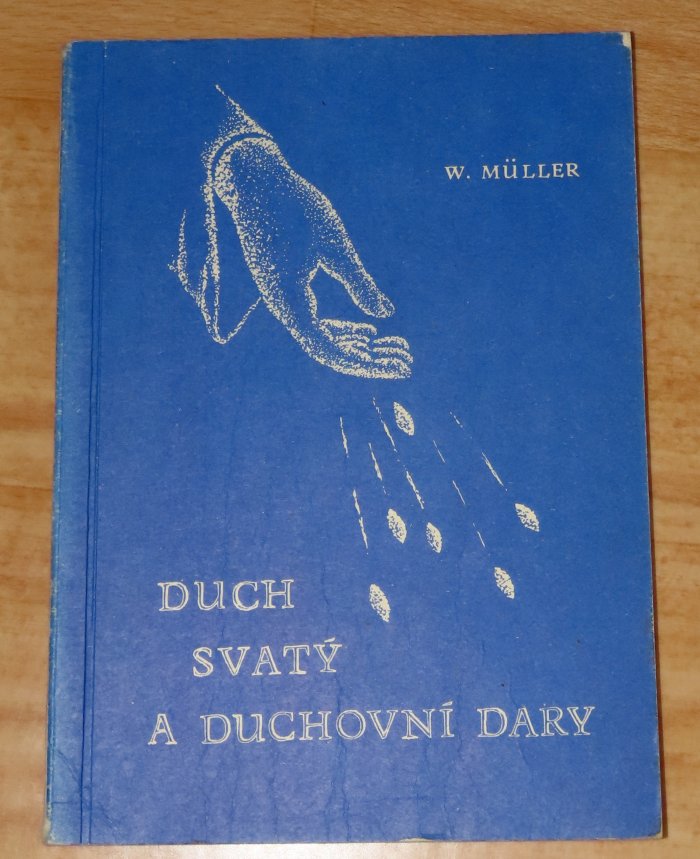 W. MÜLLER
DUCH
SVATÝ
A DUCHOVNÍ DARY